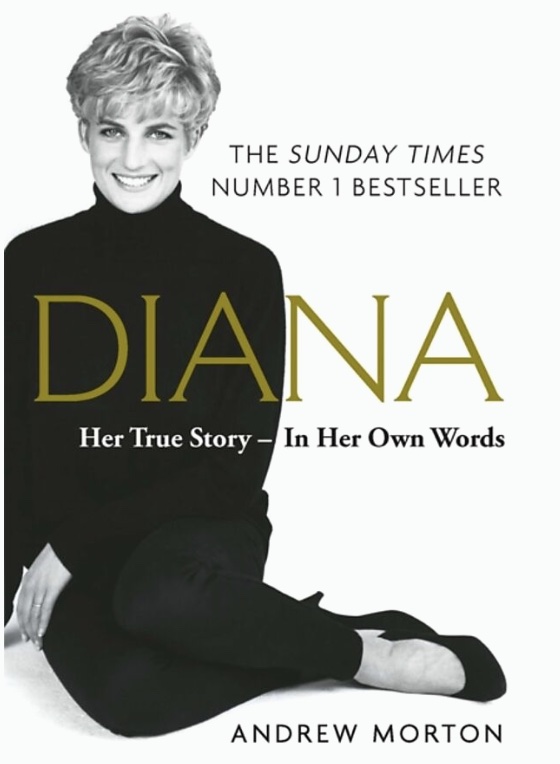 THE SUNDAY TIMES
NUMBER 1 BESTSELLER
DIANA
Her True Story – In Her Own Words
ANDREW MORTON